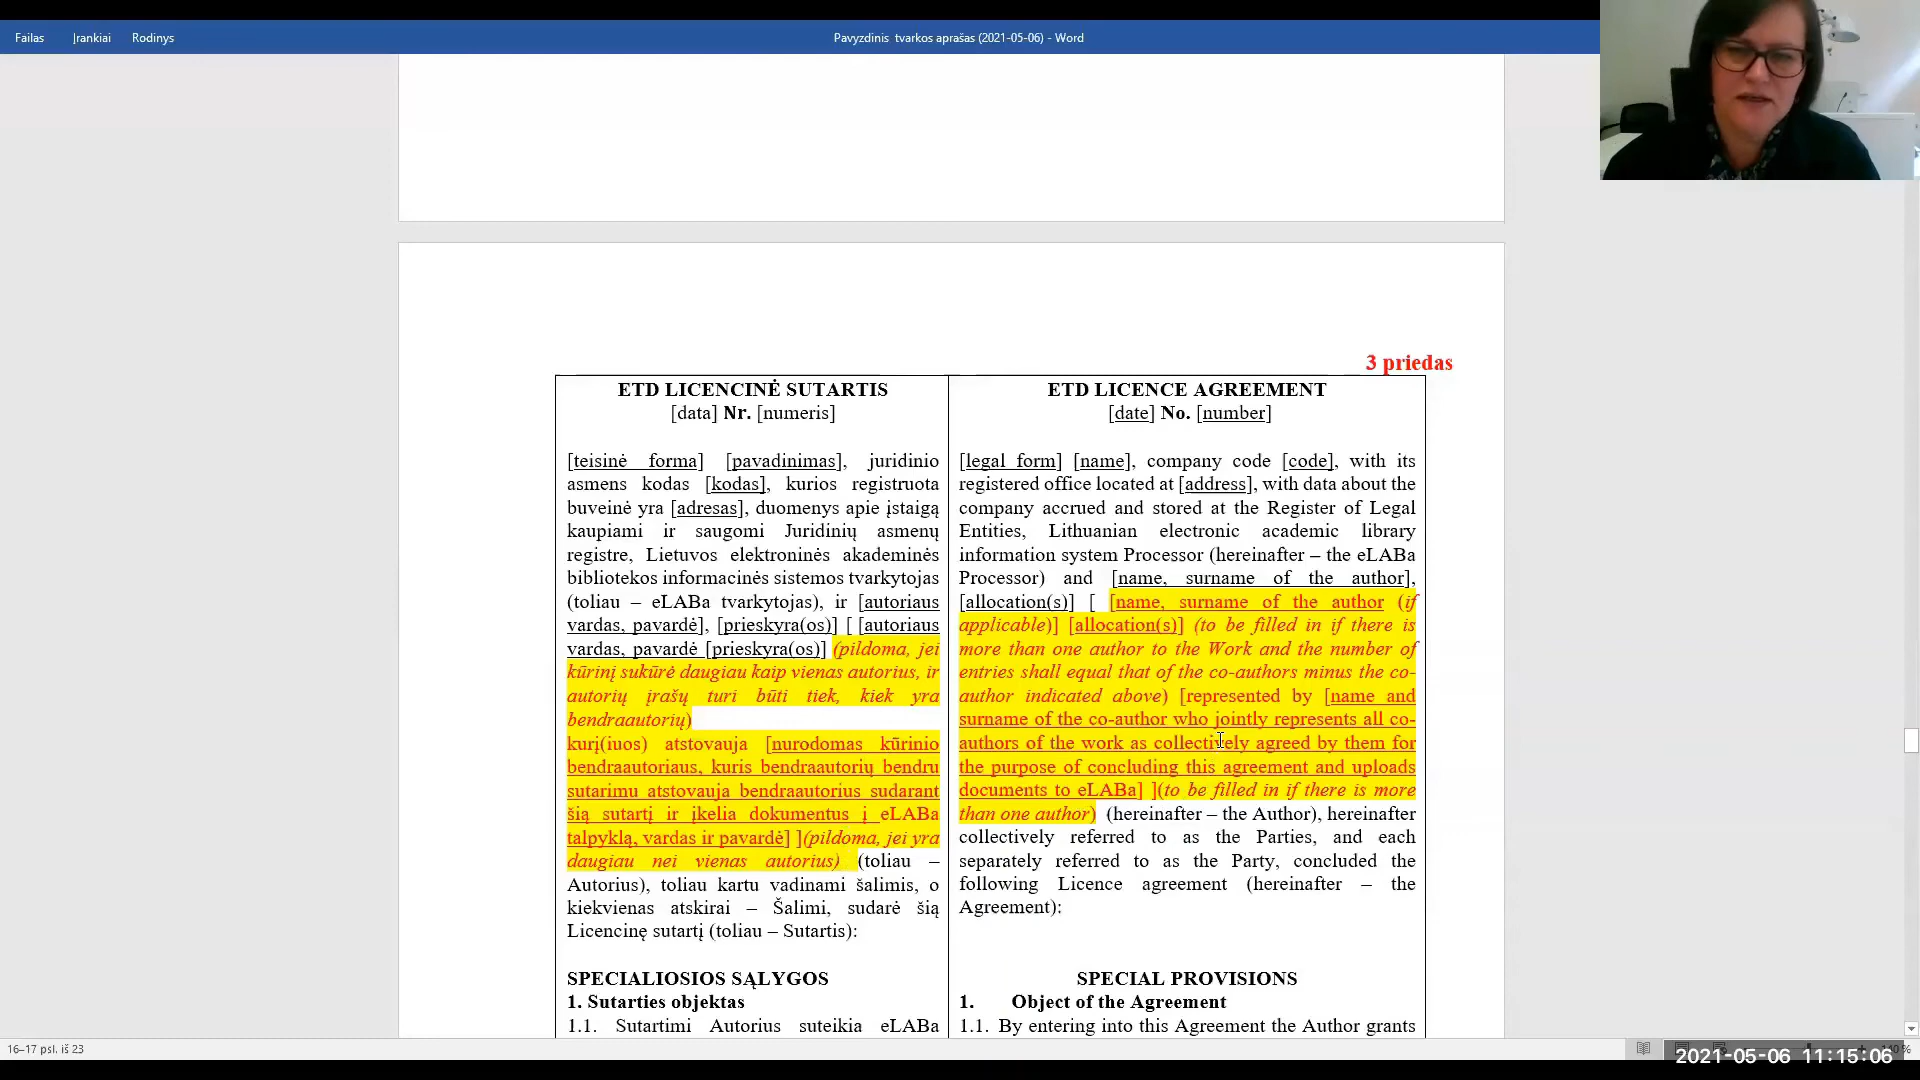 Failas Įrankiai Rodinys
Pavyzdinis tvarkos aprašas (2021-05-06) - Word
3 priedas
ETD LICENCINĖ SUTARTIS
[data] Nr. [numeris]
[teisinė forma] [pavadinimas], juridinio
asmens kodas [kodas], kurios registruota
buveinė yra [adresas], duomenys apie įstaigą
kaupiami ir saugomi Juridinių asmenų
registre, Lietuvos elektroninės akademinės
bibliotekos informacinės sistemos tvarkytojas
(toliau – eLABa tvarkytojas), ir [autoriaus
vardas, pavardė], [prieskyra(os)] [ [autoriaus
vardas, pavardė [prieskyra(os)] (pildoma, jei
kūrinį sukūrė daugiau kaip vienas autorius, ir
autorių įrašų turi būti tiek, kiek yra
bendraautorių)
kurį(iuos) atstovauja [nurodomas kūrinio
bendraautoriaus, kuris bendraautorių bendru
sutarimu atstovauja bendraautorius sudarant
šią sutartį ir įkelia dokumentus į eLABa
talpyklą, vardas ir pavardė] ](pildoma, jei yra
daugiau nei vienas autorius) (toliau –
Autorius), toliau kartu vadinami šalimis, o
kiekvienas atskirai – Šalimi, sudarė šią
Licencinę sutartį (toliau – Sutartis):
SPECIALIOSIOS SĄLYGOS
1. Sutarties objektas
1.1. Sutartimi Autorius suteikia eLABa
ETD LICENCE AGREEMENT
[date] No. [number]
[legal form] [name], company code [code], with its
registered office located at [address], with data about the
company accrued and stored at the Register of Legal
Entities, Lithuanian electronic academic library
information system Processor (hereinafter – the eLABa
Processor) and [name, surname of the author],
[allocation(s)] [ [name, surname of the author (if
applicable)] [allocation(s)] (to be filled in if there is
more than one author to the Work and the number of
entries shall equal that of the co-authors minus the co-
author indicated above) [represented by [name and
surname of the co-author who jointly represents all co-
authors of the work as collectively agreed by them for
the purpose of concluding this agreement and uploads
documents to eLABa] ](to be filled in if there is more
than one author) (hereinafter – the Author), hereinafter
collectively referred to as the Parties, and each
separately referred to as the Party, concluded the
following Licence agreement (hereinafter – the
Agreement):
SPECIAL PROVISIONS
1. Object of the Agreement
1.1. By entering into this Agreement the Author grants
16–17 psl. iš 23
2021-05-06 11:15:06